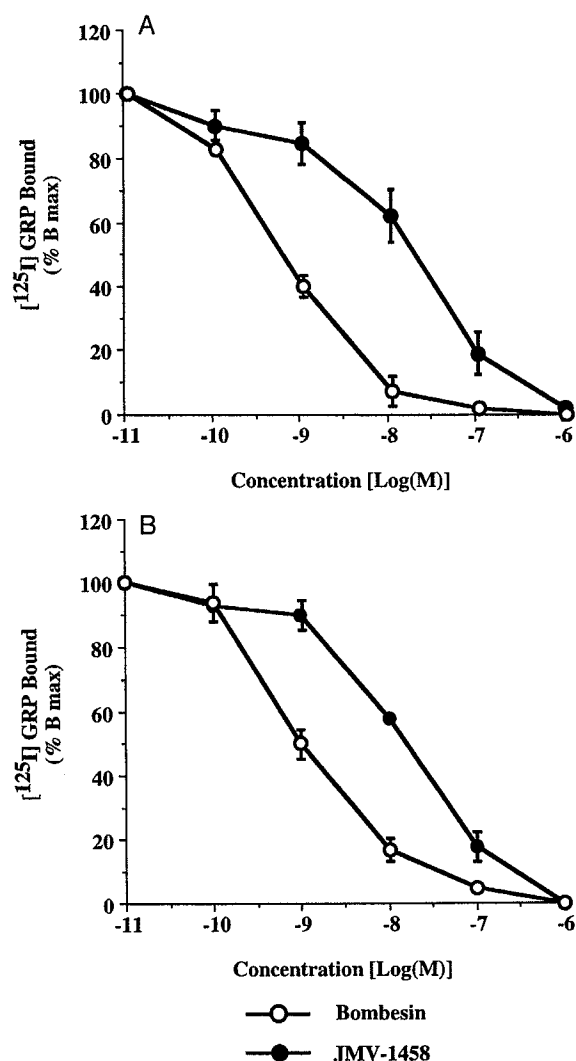 A
120
100
80
60
40
20
0
[125I] GRP Bound
(% B max)
-11 -10 -9 -8 -7 -6
Concentration [Log(M)]
B
120
100
80
60
40
20
0
[125I] GRP Bound
(% B max)
-11 -10 -9 -8 -7 -6
Concentration [Log(M)]
Bombesin
JMV-1458